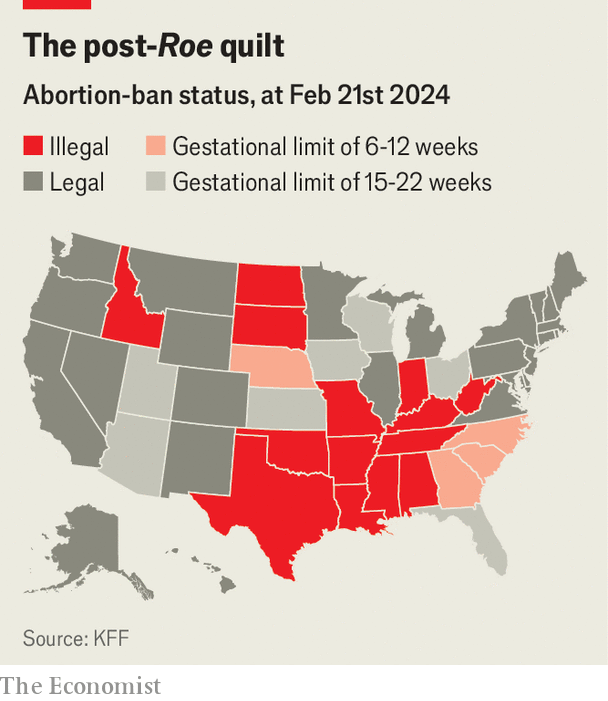 The post-Roe quilt
Abortion-ban status, at Feb 21st 2024
Illegal
Gestational limit of 6-12 weeks
Legal
Gestational limit of 15-22 weeks
Source: KFF
The Economist